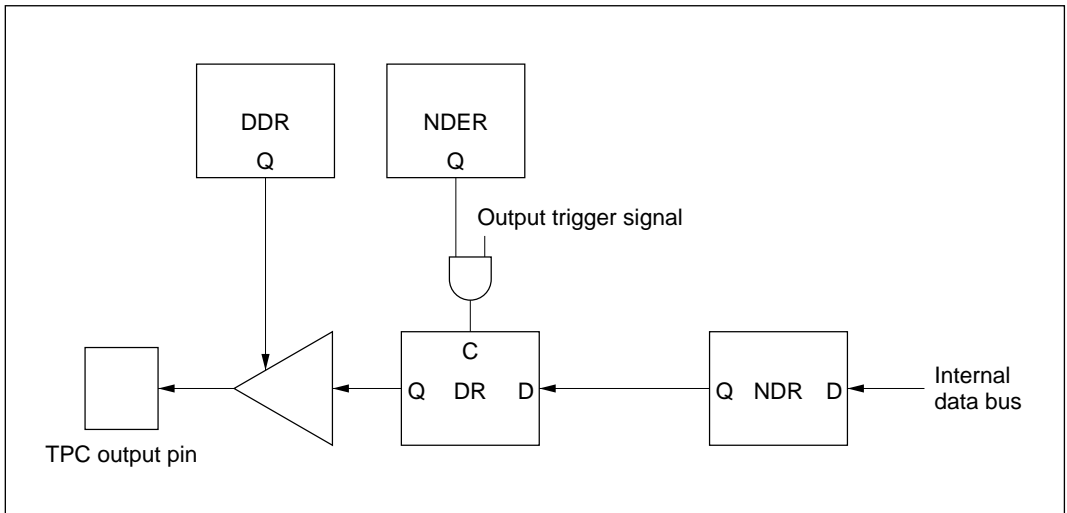 DDR
Q
NDER
Q
Output trigger signal
C
Q DR D
Q NDR D
Internal
data bus
TPC output pin